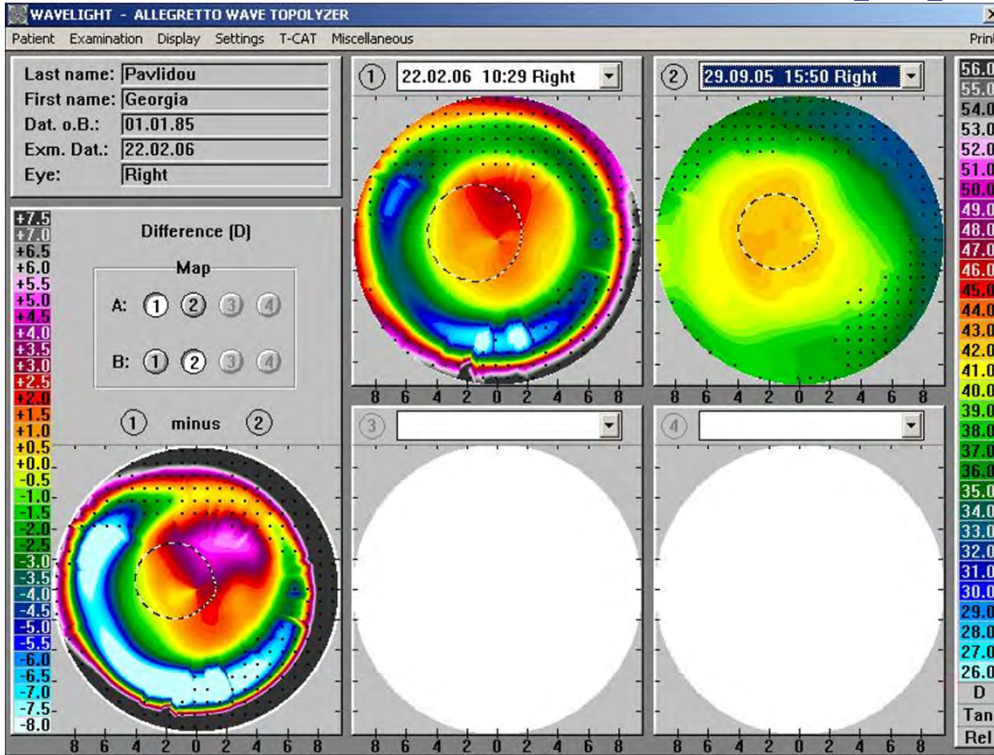 WAVELIGHT - ALLEGRETTO WAVE TOPOLYZER
Patient Examination Display Settings T-CAT Miscellaneous Print
Last name: Pavlidou
First name: Georgia
Dat. o.B.: 01.01.85
Exm. Dat.: 22.02.06
Eye: Right
1 22.02.06 10:29 Right
2 29.09.05 15:50 Right
8 6 4 2 0 2 4 6 8
8 6 4 2 0 2 4 6 8
+7.5
+7.0
+6.5
+6.0
+5.5
+5.0
+4.5
+4.0
+3.5
+3.0
+2.5
+2.0
+1.5
+1.0
+0.5
+0.0
-0.5
-1.0
-1.5
-2.0
-2.5
-3.0
-3.5
-4.0
-4.5
-5.0
-5.5
-6.0
-6.5
-7.0
-7.5
-8.0
Difference (D)
Map
A: 1 2 3 4
B: 1 2 3 4
1 minus 2
8 6 4 2 0 2 4 6 8
3
4
8 6 4 2 0 2 4 6 8
8 6 4 2 0 2 4 6 8
56.0
55.0
54.0
53.0
52.0
51.0
50.0
49.0
48.0
47.0
46.0
45.0
44.0
43.0
42.0
41.0
40.0
39.0
38.0
37.0
36.0
35.0
34.0
33.0
32.0
31.0
30.0
29.0
28.0
27.0
26.0
D
Tan
Rel